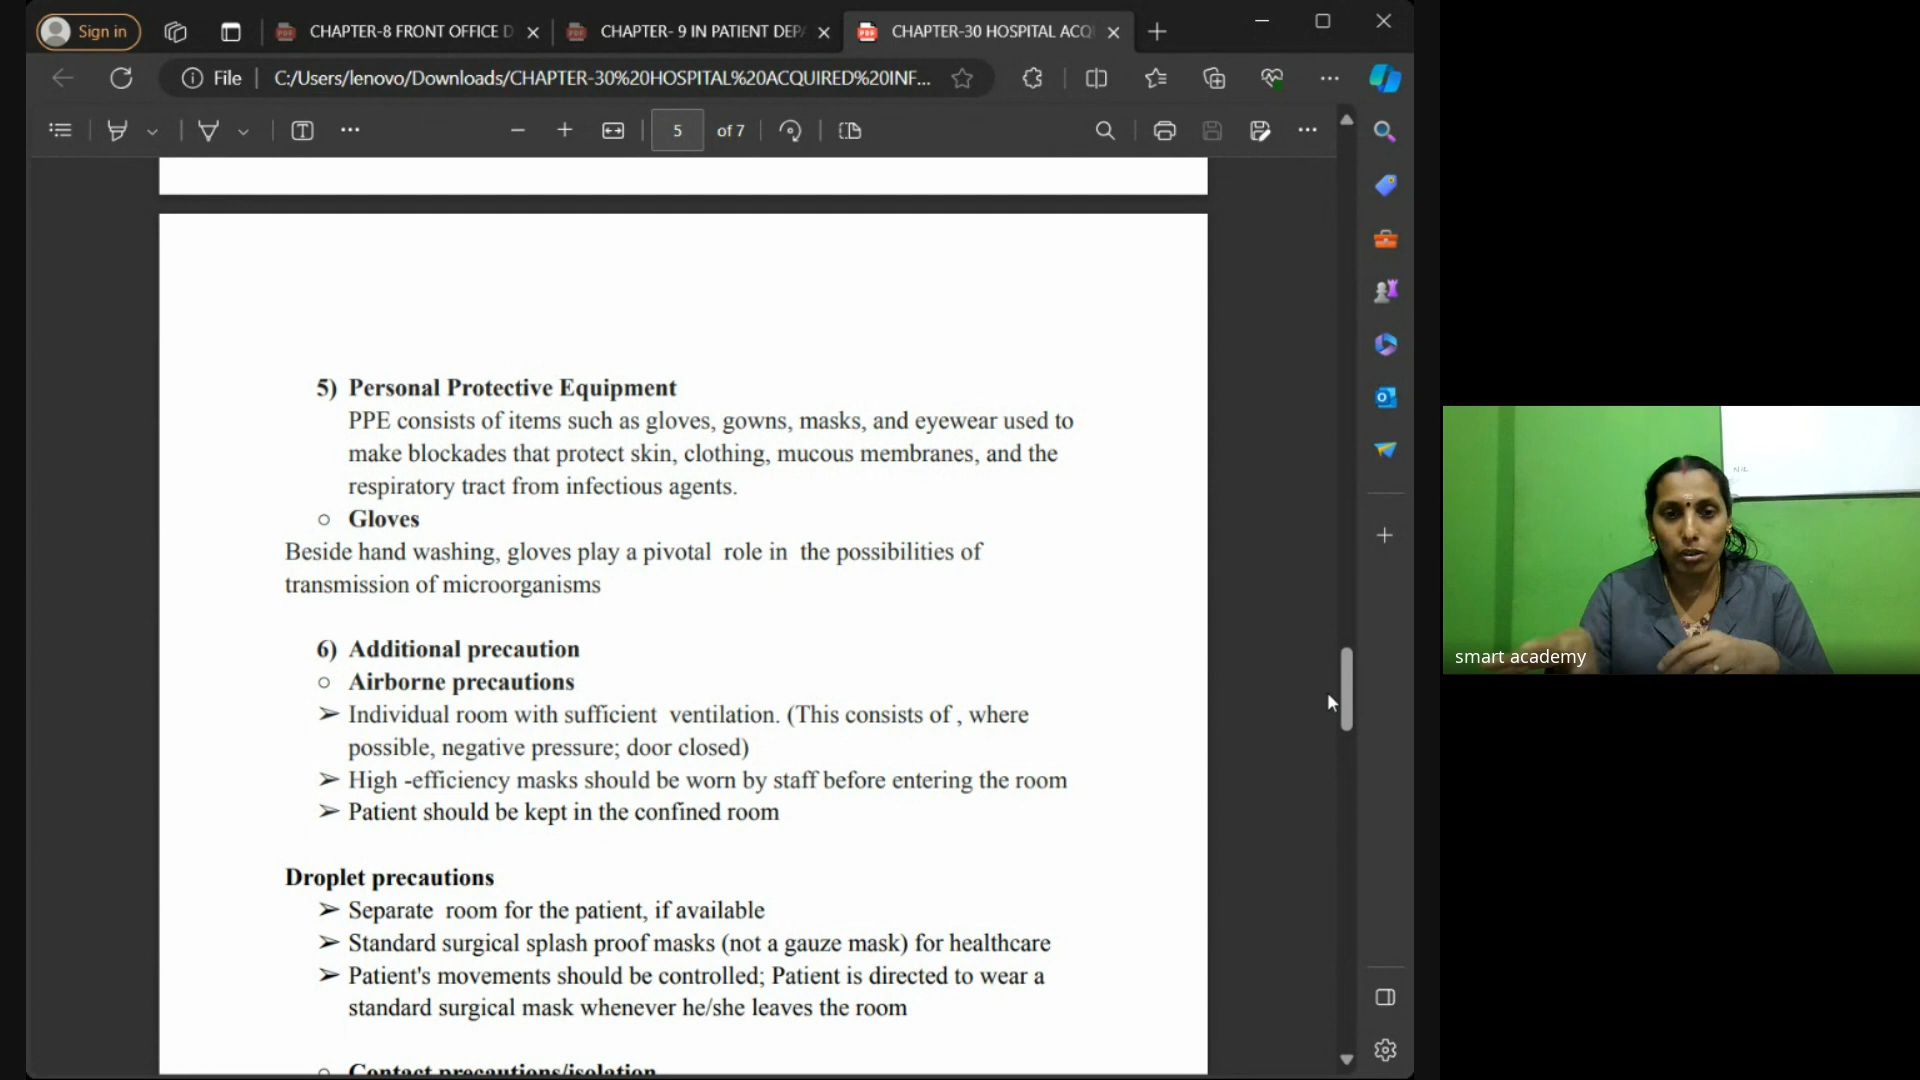 Sign in
CHAPTER-8 FRONT OFFICE D
CHAPTER- 9 IN PATIENT DEP
CHAPTER-30 HOSPITAL ACQ
File
C:/Users/lenovo/Downloads/CHAPTER-30%20HOSPITAL%20ACQUIRED%20INF...
5 of 7
5) Personal Protective Equipment
PPE consists of items such as gloves, gowns, masks, and eyewear used to
make blockades that protect skin, clothing, mucous membranes, and the
respiratory tract from infectious agents.
○ Gloves
Beside hand washing, gloves play a pivotal role in the possibilities of
transmission of microorganisms
6) Additional precaution
○ Airborne precautions
➢ Individual room with sufficient ventilation. (This consists of , where
possible, negative pressure; door closed)
➢ High -efficiency masks should be worn by staff before entering the room
➢ Patient should be kept in the confined room
Droplet precautions
➢ Separate room for the patient, if available
➢ Standard surgical splash proof masks (not a gauze mask) for healthcare
➢ Patient's movements should be controlled; Patient is directed to wear a
standard surgical mask whenever he/she leaves the room
○ Contact precautions/isolation
smart academy